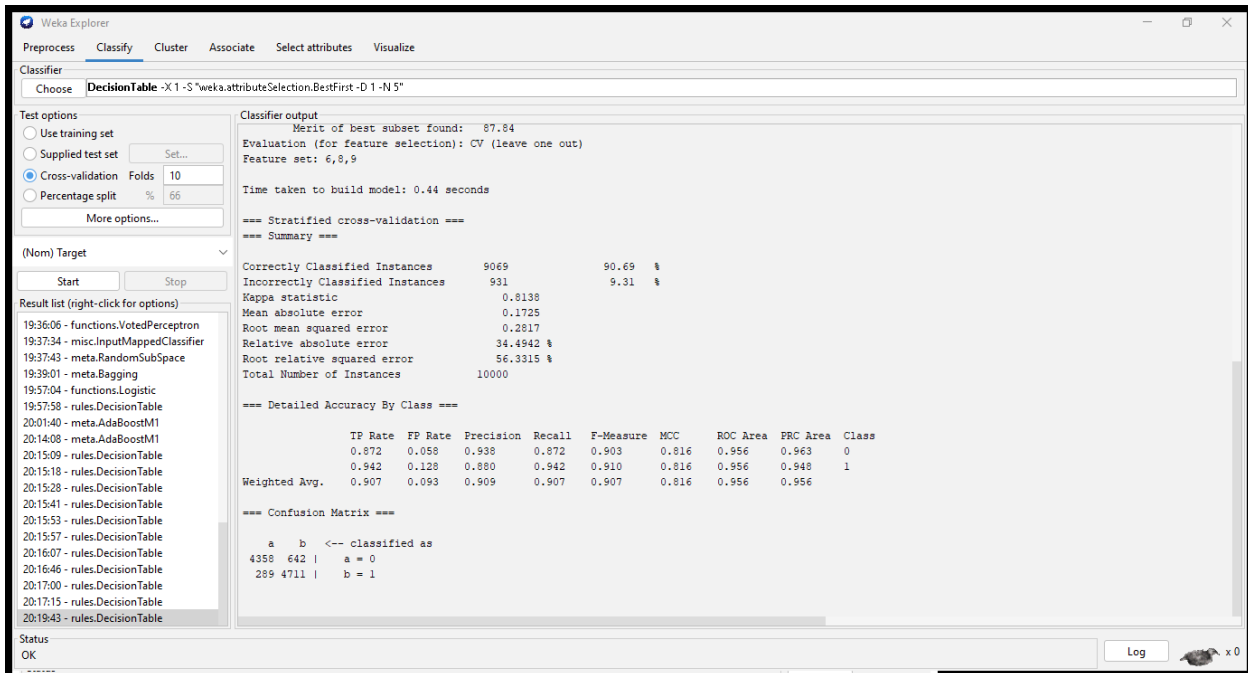 Weka Explorer
Preprocess Classify Cluster Associate Select attributes Visualize
Classifier
Choose DecisionTable -X 1 -S "weka.attributeSelection.BestFirst -D 1 -N 5"
Test options
Use training set
Supplied test set Set...
Cross-validation Folds 10
Percentage split % 66
More options...
(Nom) Target
Start Stop
Result list (right-click for options)
19:36:06 - functions.VotedPerceptron
19:37:34 - misc.InputMappedClassifier
19:37:43 - meta.RandomSubSpace
19:39:01 - meta.Bagging
19:57:04 - functions.Logistic
19:57:58 - rules.DecisionTable
20:01:40 - meta.AdaBoostM1
20:14:08 - meta.AdaBoostM1
20:15:09 - rules.DecisionTable
20:15:18 - rules.DecisionTable
20:15:28 - rules.DecisionTable
20:15:41 - rules.DecisionTable
20:15:53 - rules.DecisionTable
20:15:57 - rules.DecisionTable
20:16:07 - rules.DecisionTable
20:16:46 - rules.DecisionTable
20:17:00 - rules.DecisionTable
20:17:15 - rules.DecisionTable
20:19:43 - rules.DecisionTable
Classifier output
Merit of best subset found: 87.84
Evaluation (for feature selection): CV (leave one out)
Feature set: 6,8,9
Time taken to build model: 0.44 seconds
=== Stratified cross-validation ===
=== Summary ===
Correctly Classified Instances 9069 90.69 %
Incorrectly Classified Instances 931 9.31 %
Kappa statistic 0.8138
Mean absolute error 0.1725
Root mean squared error 0.2817
Relative absolute error 34.4942 %
Root relative squared error 56.3315 %
Total Number of Instances 10000
=== Detailed Accuracy By Class ===
TP Rate FP Rate Precision Recall F-Measure MCC ROC Area PRC Area Class
0.872 0.058 0.938 0.872 0.903 0.816 0.956 0.963 0
0.942 0.128 0.880 0.942 0.910 0.816 0.956 0.948 1
Weighted Avg. 0.907 0.093 0.909 0.907 0.907 0.816 0.956 0.956
=== Confusion Matrix ===
a b <-- classified as
4358 642 | a = 0
289 4711 | b = 1
Status
OK
Log x 0